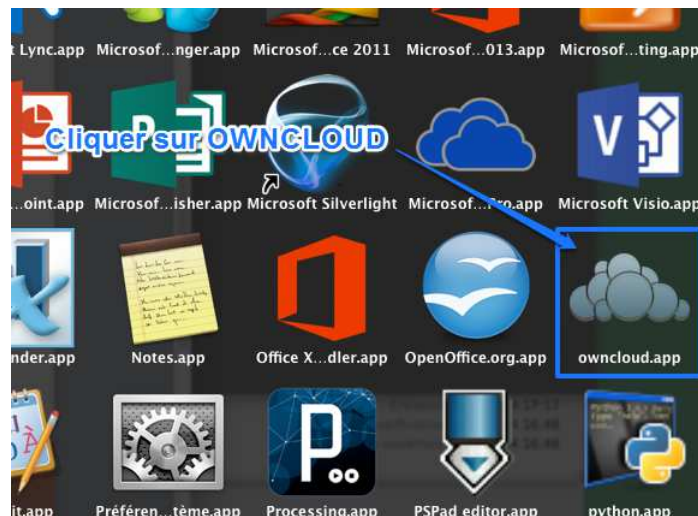 t Lync.app Microsof...nger.app Microsof...ce 2011 Microsof...013.app Microsof...ting.app
Cliquer sur OWNCLOUD
...oint.app Microsof...isher.app Microsoft Silverlight Microsof...Pro.app Microsoft Visio.app
nder.app Notes.app Office X...dler.app OpenOffice.org.app owncloud.app
it.app Préféren...tème.app Processing.app PSPad editor.app python.app